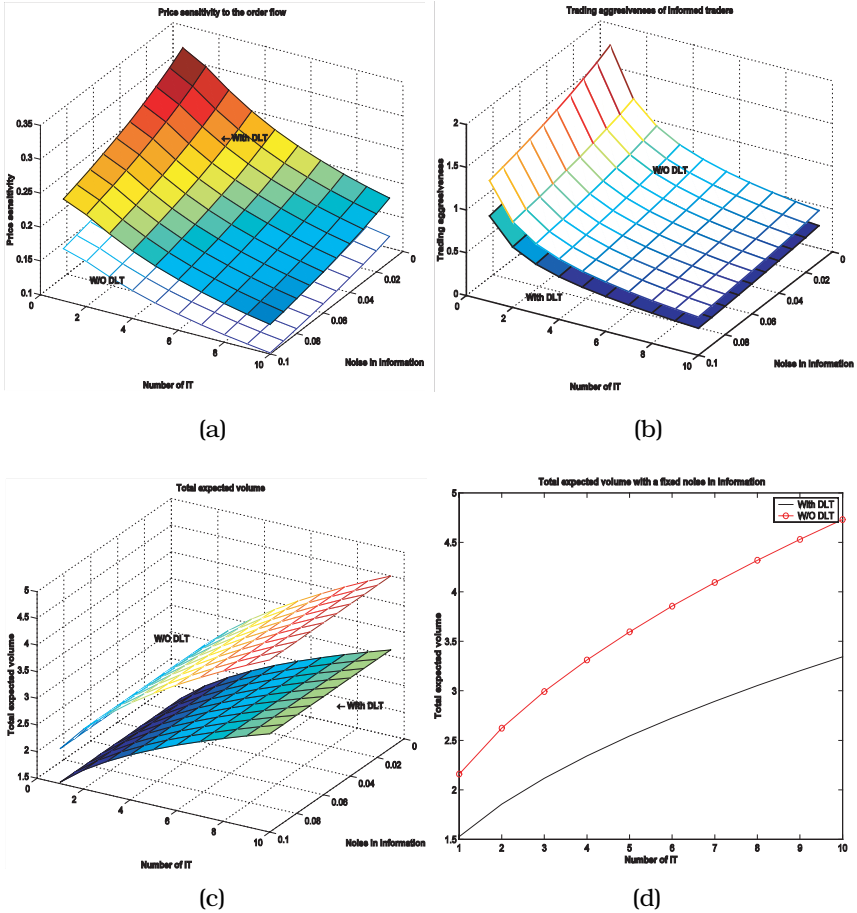 Price sensitivity to the order flow
0.35
0.3
0.25
0.2
0.15
0.1
Price sensitivity
← With DLT
W/O DLT
0
2
4
6
8
10
Number of IT
0
0.02
0.04
0.06
0.08
0.1
Noise in information
(a)
Trading aggresiveness of informed traders
2
1.5
1
0.5
0
Trading aggresiveness
W/O DLT
With DLT
0
2
4
6
8
10
Number of IT
0
0.02
0.04
0.06
0.08
0.1
Noise in information
(b)
Total expected volume
5
4.5
4
3.5
3
2.5
2
1.5
Total expected volume
W/O DLT
← With DLT
0
2
4
6
8
10
Number of IT
0
0.02
0.04
0.06
0.08
0.1
Noise in information
(c)
Total expected volume with a fixed noise in information
With DLT
W/O DLT
5
4.5
4
3.5
3
2.5
2
1.5
Total expected volume
1 2 3 4 5 6 7 8 9 10
Number of IT
(d)